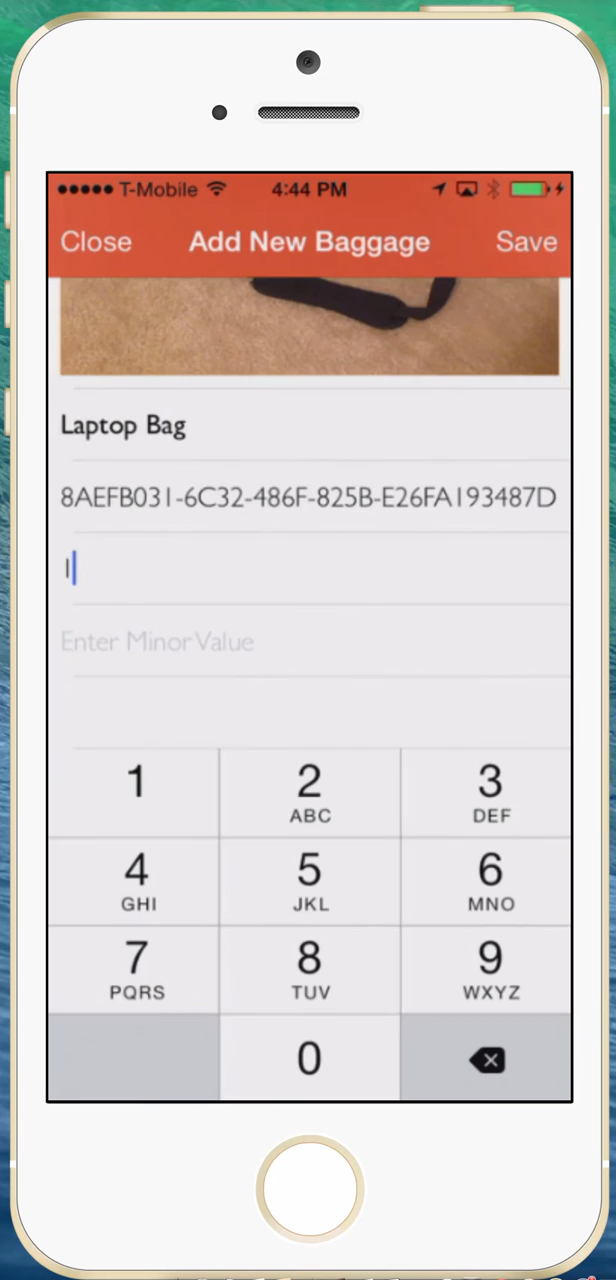 T-Mobile 4:44 PM
Close Add New Baggage Save
Laptop Bag
8AEFB031-6C32-486F-825B-E26FA193487D
1
Enter Minor Value
1 2 3
ABC DEF
4 5 6
GHI JKL MNO
7 8 9
PQRS TUV WXYZ
0